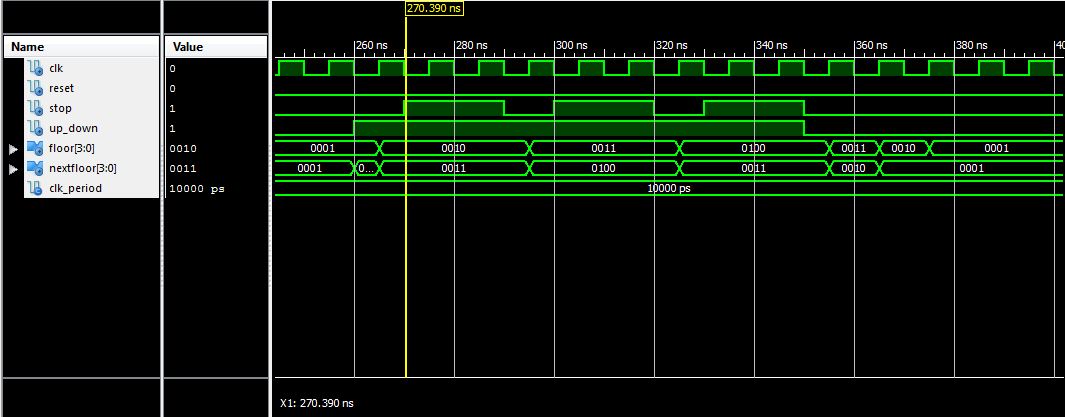 270.390 ns
Name Value
260 ns 280 ns 300 ns 320 ns 340 ns 360 ns 380 ns 40
clk 0
reset 0
stop 1
up_down 1
floor[3:0] 0010 0001 0010 0011 0100 0011 0010 0001
nextfloor[3:0] 0011 0001 0... 0011 0100 0011 0010 0001
clk_period 10000 ps 10000 ps
X1: 270.390 ns